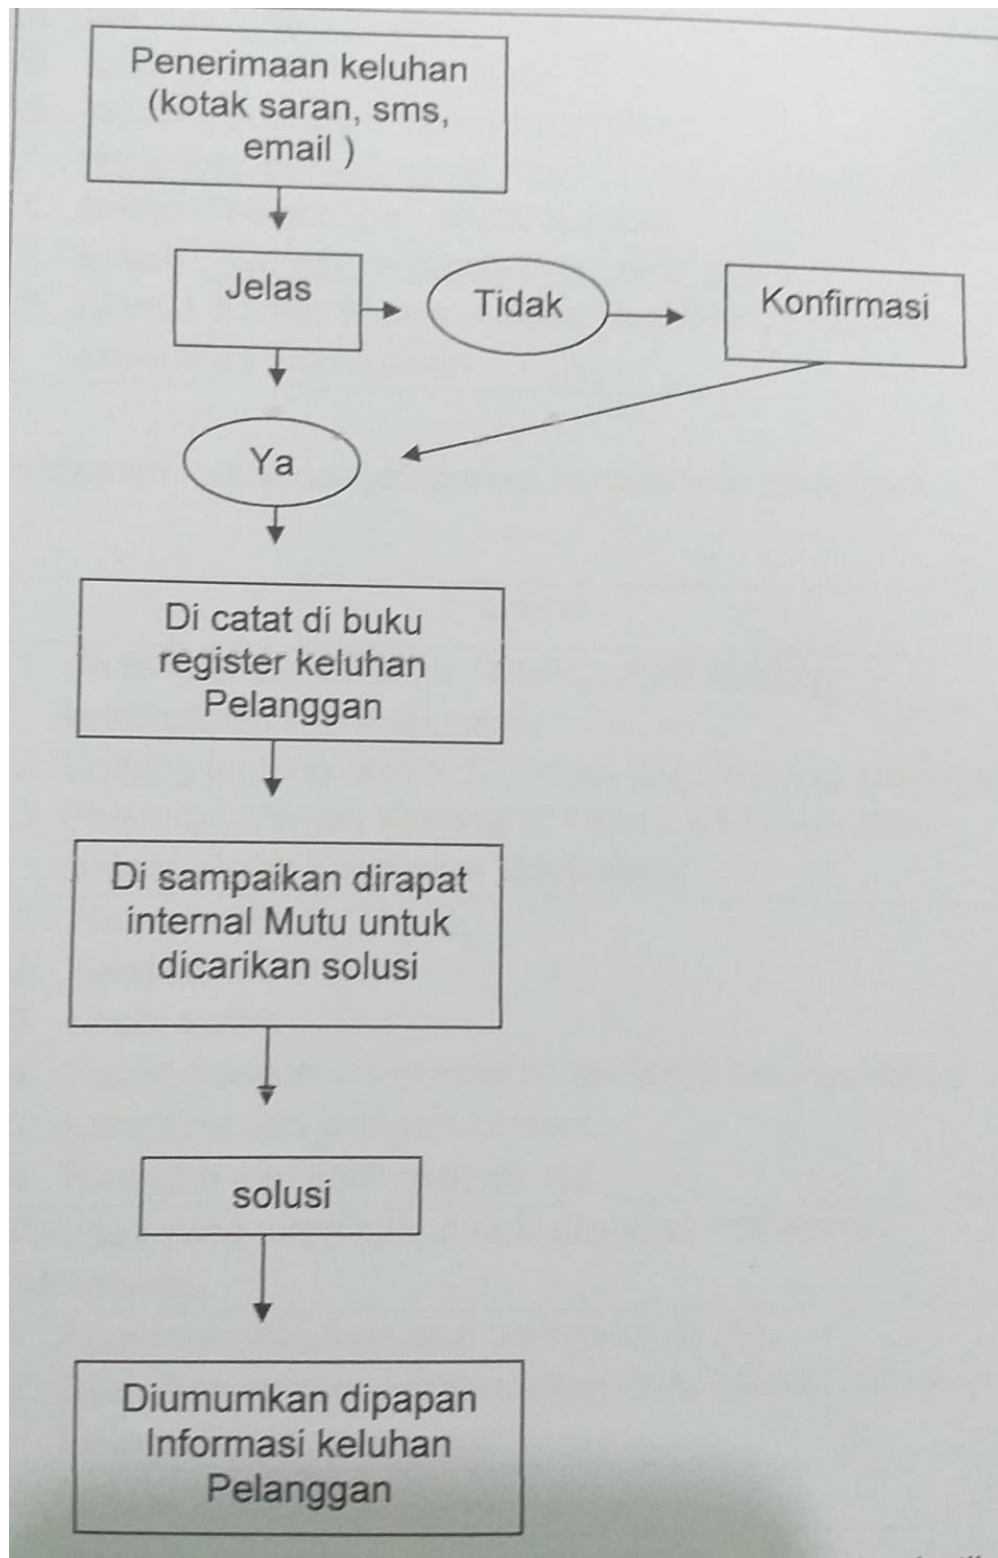 Penerimaan keluhan
(kotak saran, sms,
email )
Jelas
Tidak
Konfirmasi
Ya
Di catat di buku
register keluhan
Pelanggan
Di sampaikan dirapat
internal Mutu untuk
dicarikan solusi
solusi
Diumumkan dipapan
Informasi keluhan
Pelanggan